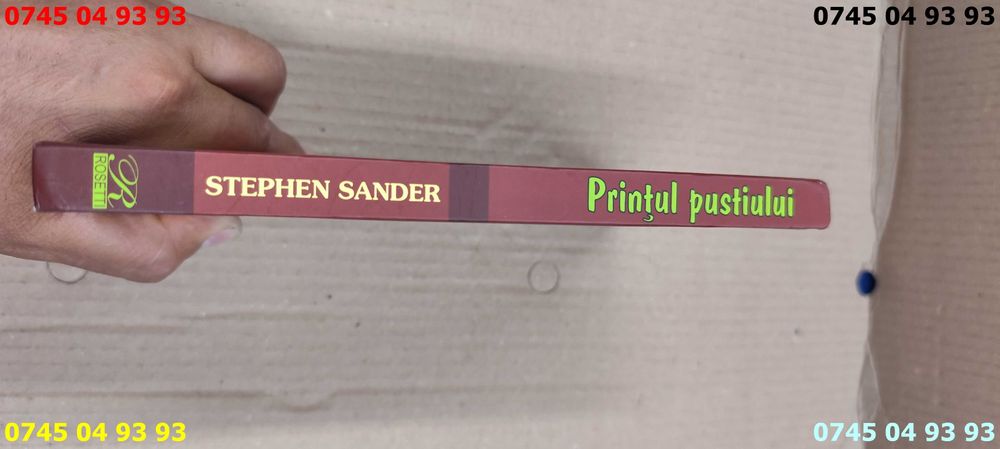 0745 04 93 93
0745 04 93 93
R
ROSETTI
STEPHEN SANDER
Prinţul pustiului
0745 04 93 93
0745 04 93 93